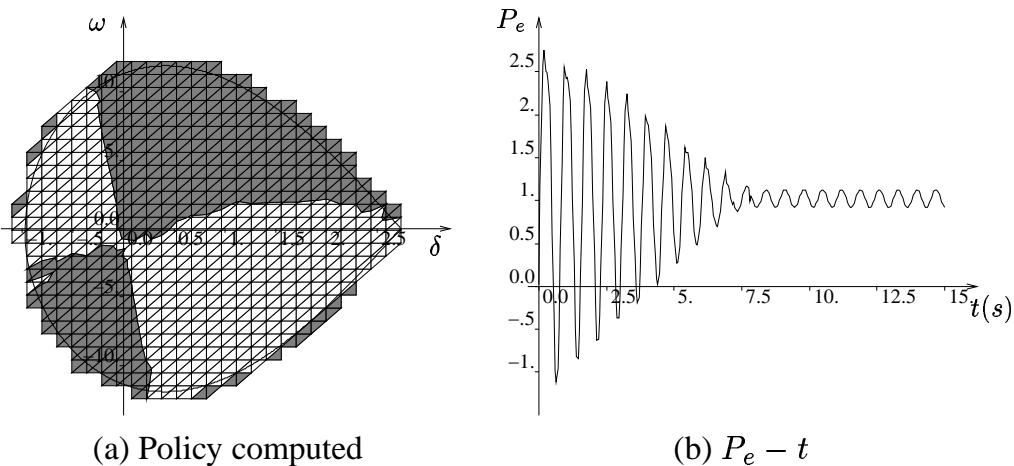 ω
10.
5.
0.0
−1. −.5 0.0 0.5 1. 1.5 2. 2.5
δ
−5.
−10.
(a) Policy computed
P_e
2.5
2.
1.5
1.
0.5
0.0
0.0 2.5 5. 7.5 10. 12.5 15.
t(s)
−.5
−1.
(b) P_e − t